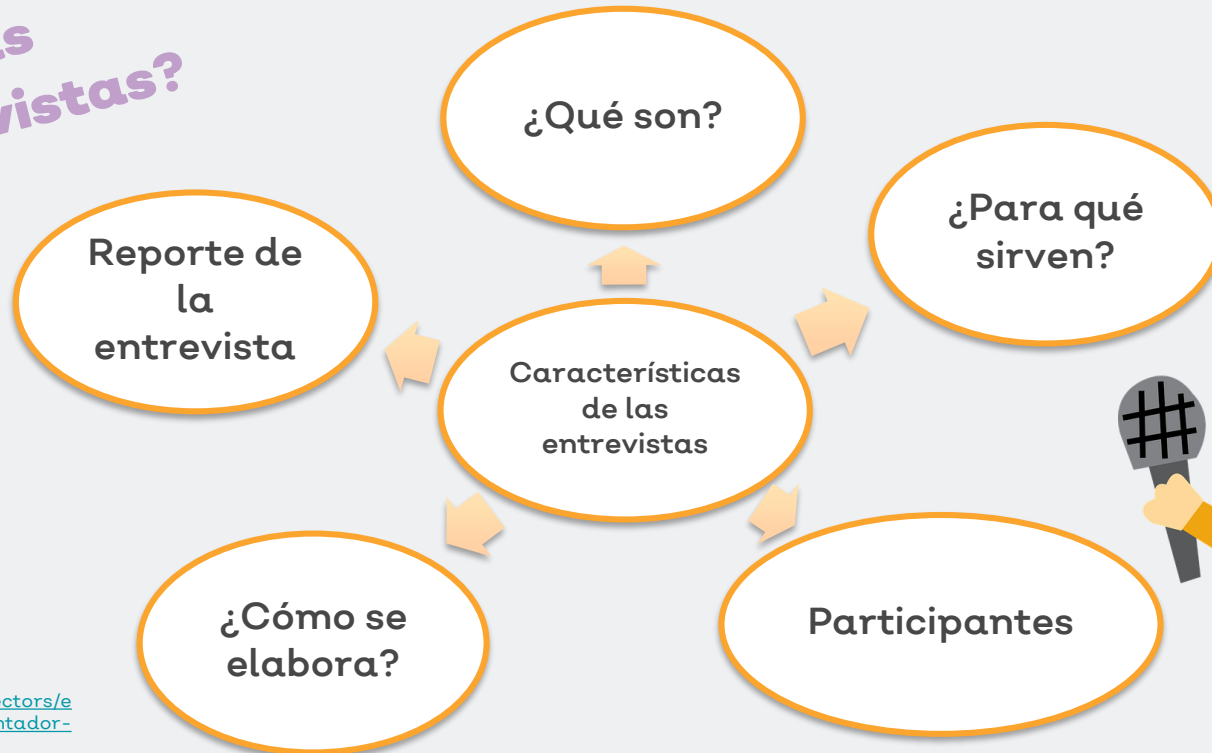 ¿Qué son?
¿Para qué
sirven?
Reporte de
la
entrevista
Características
de las
entrevistas
¿Cómo se
elabora?
Participantes